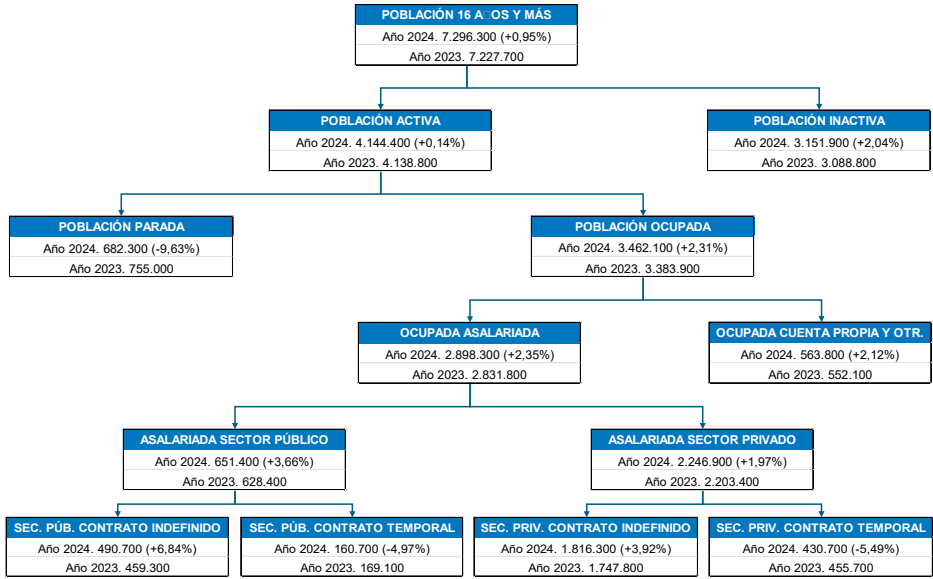 POBLACIÓN 16 A□OS Y MÁS
Año 2024. 7.296.300 (+0,95%)
Año 2023. 7.227.700
POBLACIÓN ACTIVA
Año 2024. 4.144.400 (+0,14%)
Año 2023. 4.138.800
POBLACIÓN INACTIVA
Año 2024. 3.151.900 (+2,04%)
Año 2023. 3.088.800
POBLACIÓN PARADA
Año 2024. 682.300 (-9,63%)
Año 2023. 755.000
POBLACIÓN OCUPADA
Año 2024. 3.462.100 (+2,31%)
Año 2023. 3.383.900
OCUPADA ASALARIADA
Año 2024. 2.898.300 (+2,35%)
Año 2023. 2.831.800
OCUPADA CUENTA PROPIA Y OTR.
Año 2024. 563.800 (+2,12%)
Año 2023. 552.100
ASALARIADA SECTOR PÚBLICO
Año 2024. 651.400 (+3,66%)
Año 2023. 628.400
ASALARIADA SECTOR PRIVADO
Año 2024. 2.246.900 (+1,97%)
Año 2023. 2.203.400
SEC. PÚB. CONTRATO INDEFINIDO
Año 2024. 490.700 (+6,84%)
Año 2023. 459.300
SEC. PÚB. CONTRATO TEMPORAL
Año 2024. 160.700 (-4,97%)
Año 2023. 169.100
SEC. PRIV. CONTRATO INDEFINIDO
Año 2024. 1.816.300 (+3,92%)
Año 2023. 1.747.800
SEC. PRIV. CONTRATO TEMPORAL
Año 2024. 430.700 (-5,49%)
Año 2023. 455.700